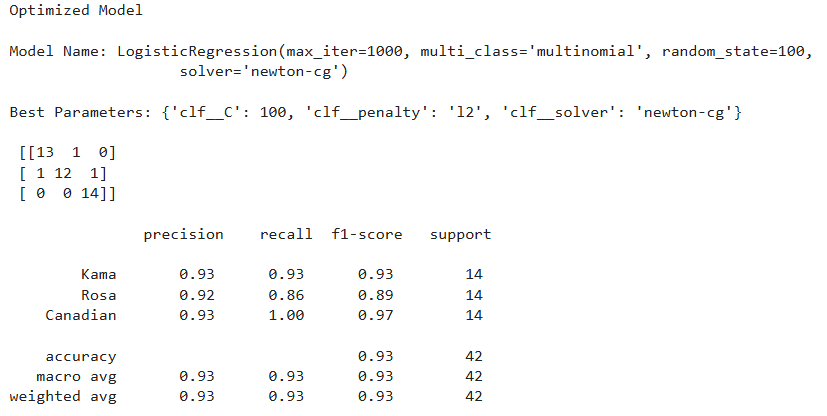 Optimized Model
Model Name: LogisticRegression(max_iter=1000, multi_class='multinomial', random_state=100,
solver='newton-cg')
Best Parameters: {'clf__C': 100, 'clf__penalty': 'l2', 'clf__solver': 'newton-cg'}
[[13  1  0]
[ 1 12  1]
[ 0  0 14]]
precision    recall  f1-score   support
Kama       0.93      0.93      0.93        14
Rosa       0.92      0.86      0.89        14
Canadian       0.93      1.00      0.97        14
accuracy                           0.93        42
macro avg       0.93      0.93      0.93        42
weighted avg       0.93      0.93      0.93        42